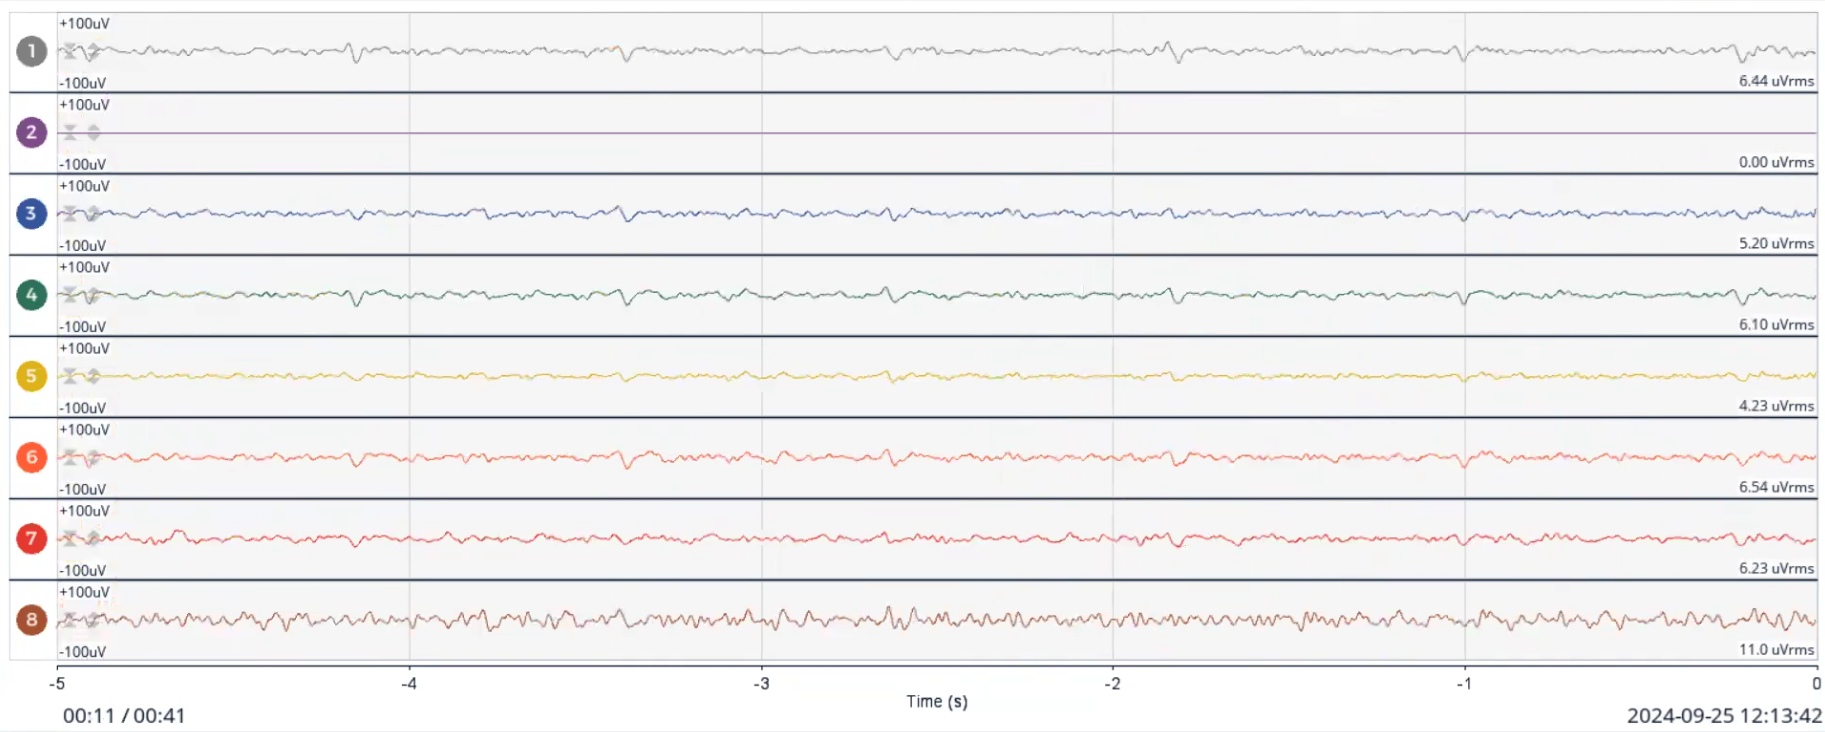 +100uV
1
-100uV
6.44 uVrms
+100uV
2
-100uV
0.00 uVrms
+100uV
3
-100uV
5.20 uVrms
+100uV
4
-100uV
6.10 uVrms
+100uV
5
-100uV
4.23 uVrms
+100uV
6
-100uV
6.54 uVrms
+100uV
7
-100uV
6.23 uVrms
+100uV
8
-100uV
11.0 uVrms
-5 -4 -3 -2 -1 0
Time (s)
00:11 / 00:41
2024-09-25 12:13:42